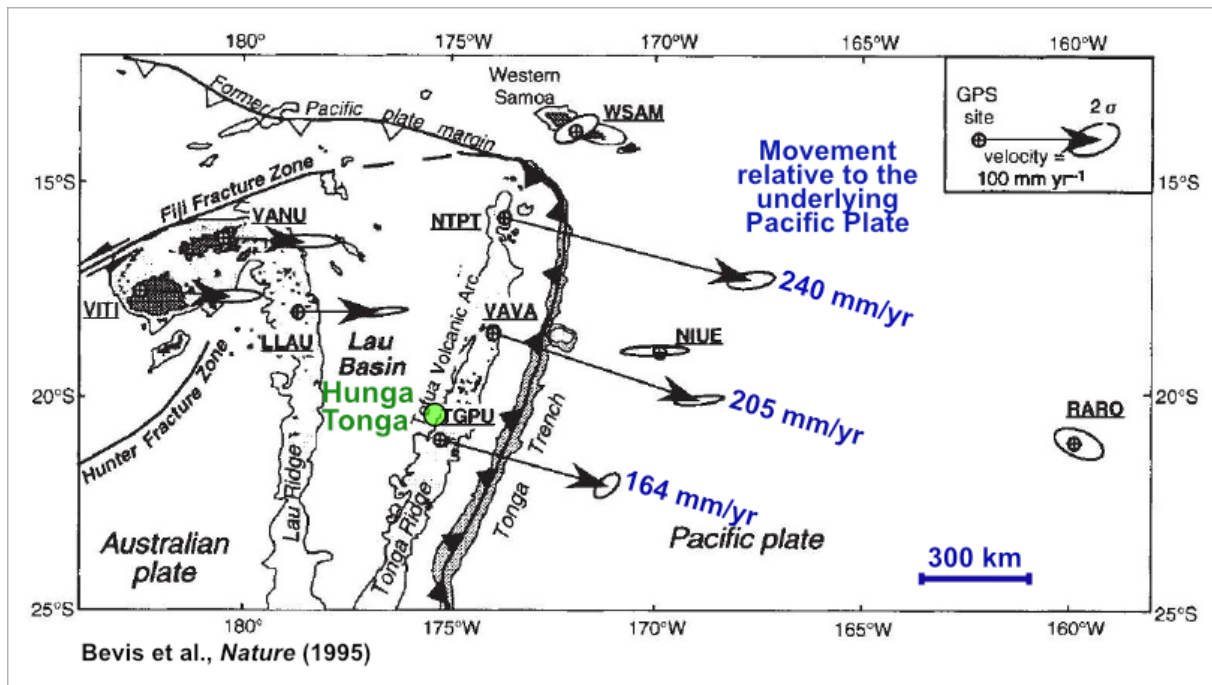 180°
175°W
170°W
165°W
160°W
Western
Samoa
WSAM
Former Pacific plate margin
GPS
site
2 σ
velocity =
100 mm yr⁻¹
Movement
relative to the
underlying
Pacific Plate
15°S
15°S
Fiji Fracture Zone
VANU
NTPT
240 mm/yr
VITI
LLAU
Lau
Basin
Tofua Volcanic Arc
VAVA
NIUE
205 mm/yr
RARO
20°S
20°S
Hunga
Tonga
TGPU
Hunter Fracture Zone
Lau Ridge
Tonga Ridge
Tonga Trench
164 mm/yr
Australian
plate
Pacific plate
300 km
25°S
25°S
180°
175°W
170°W
165°W
160°W
Bevis et al., Nature (1995)